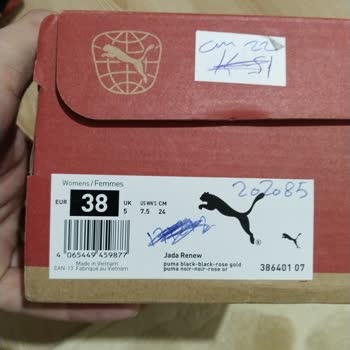 cm 22
Womens/Femmes
202085
EUR 38 UK 5 US WN'S 7.5 CM 24
4 065449 459877
Made in Vietnam
EAN-13 Fabriqué au Vietnam
Jada Renew
puma black-black-rose gold
puma noir-noir-rose or
386401 07